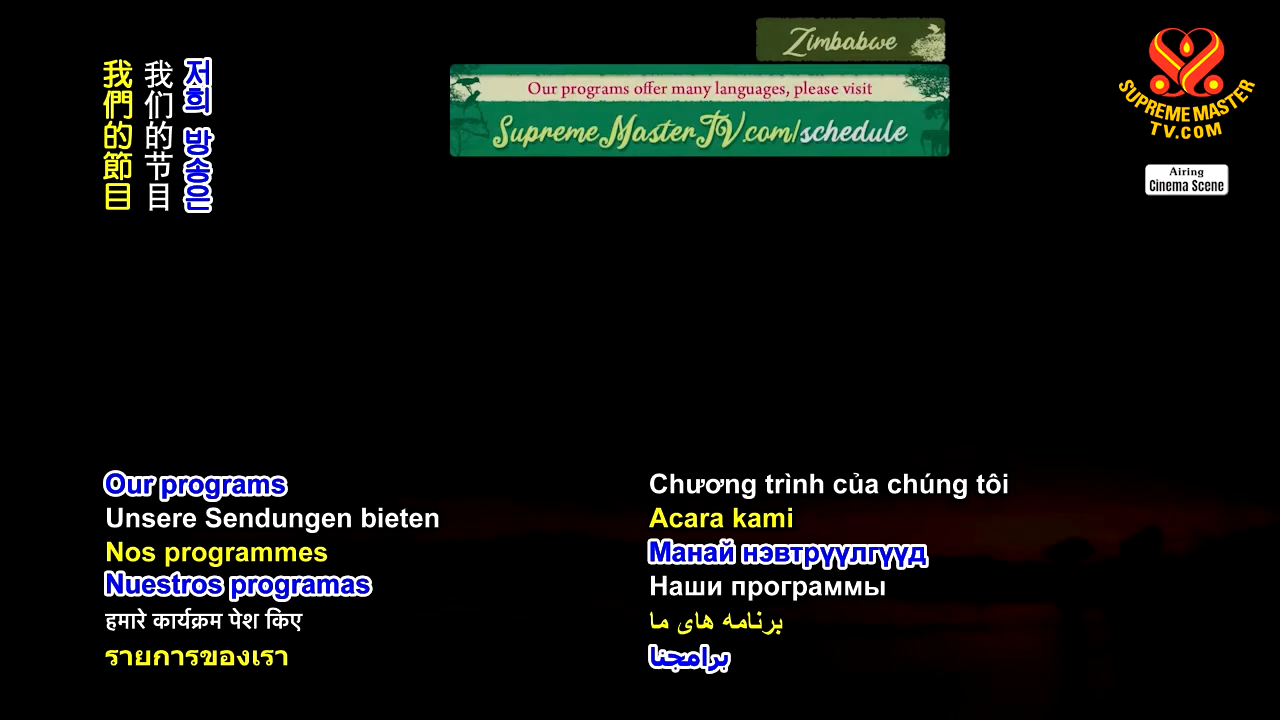 Zimbabwe
Our programs offer many languages, please visit
SupremeMasterTV.com/schedule
SUPREME MASTER
TV.COM
Airing
Cinema Scene
我們的節目
我们的节目
저희 방송은
Our programs
Unsere Sendungen bieten
Nos programmes
Nuestros programas
हमारे कार्यक्रम पेश किए
รายการของเรา
Chương trình của chúng tôi
Acara kami
Манай нэвтрүүлгүүд
Наши программы
برنامه های ما
برامجنا